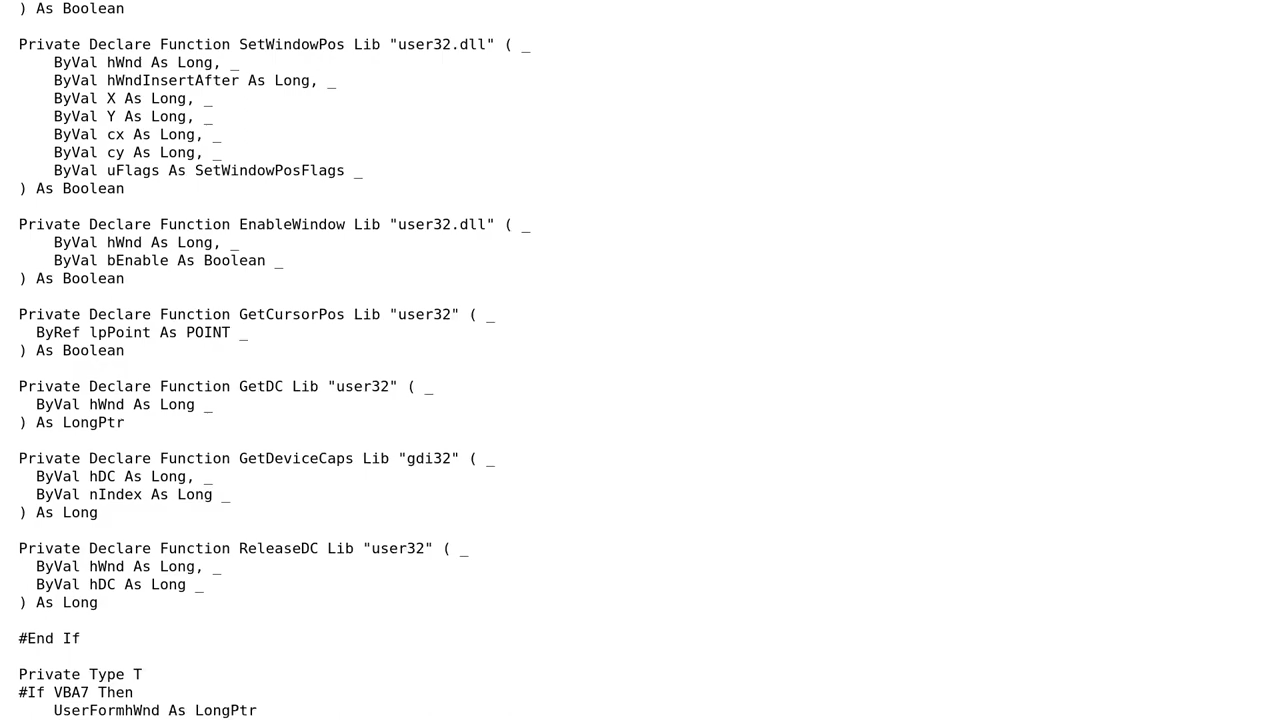 ) As Boolean

Private Declare Function SetWindowPos Lib "user32.dll" ( _
    ByVal hWnd As Long, _
    ByVal hWndInsertAfter As Long, _
    ByVal X As Long, _
    ByVal Y As Long, _
    ByVal cx As Long, _
    ByVal cy As Long, _
    ByVal uFlags As SetWindowPosFlags _
) As Boolean

Private Declare Function EnableWindow Lib "user32.dll" ( _
    ByVal hWnd As Long, _
    ByVal bEnable As Boolean _
) As Boolean

Private Declare Function GetCursorPos Lib "user32" ( _
  ByRef lpPoint As POINT _
) As Boolean

Private Declare Function GetDC Lib "user32" ( _
  ByVal hWnd As Long _
) As LongPtr

Private Declare Function GetDeviceCaps Lib "gdi32" ( _
  ByVal hDC As Long, _
  ByVal nIndex As Long _
) As Long

Private Declare Function ReleaseDC Lib "user32" ( _
  ByVal hWnd As Long, _
  ByVal hDC As Long _
) As Long

#End If

Private Type T
#If VBA7 Then
    UserFormhWnd As LongPtr